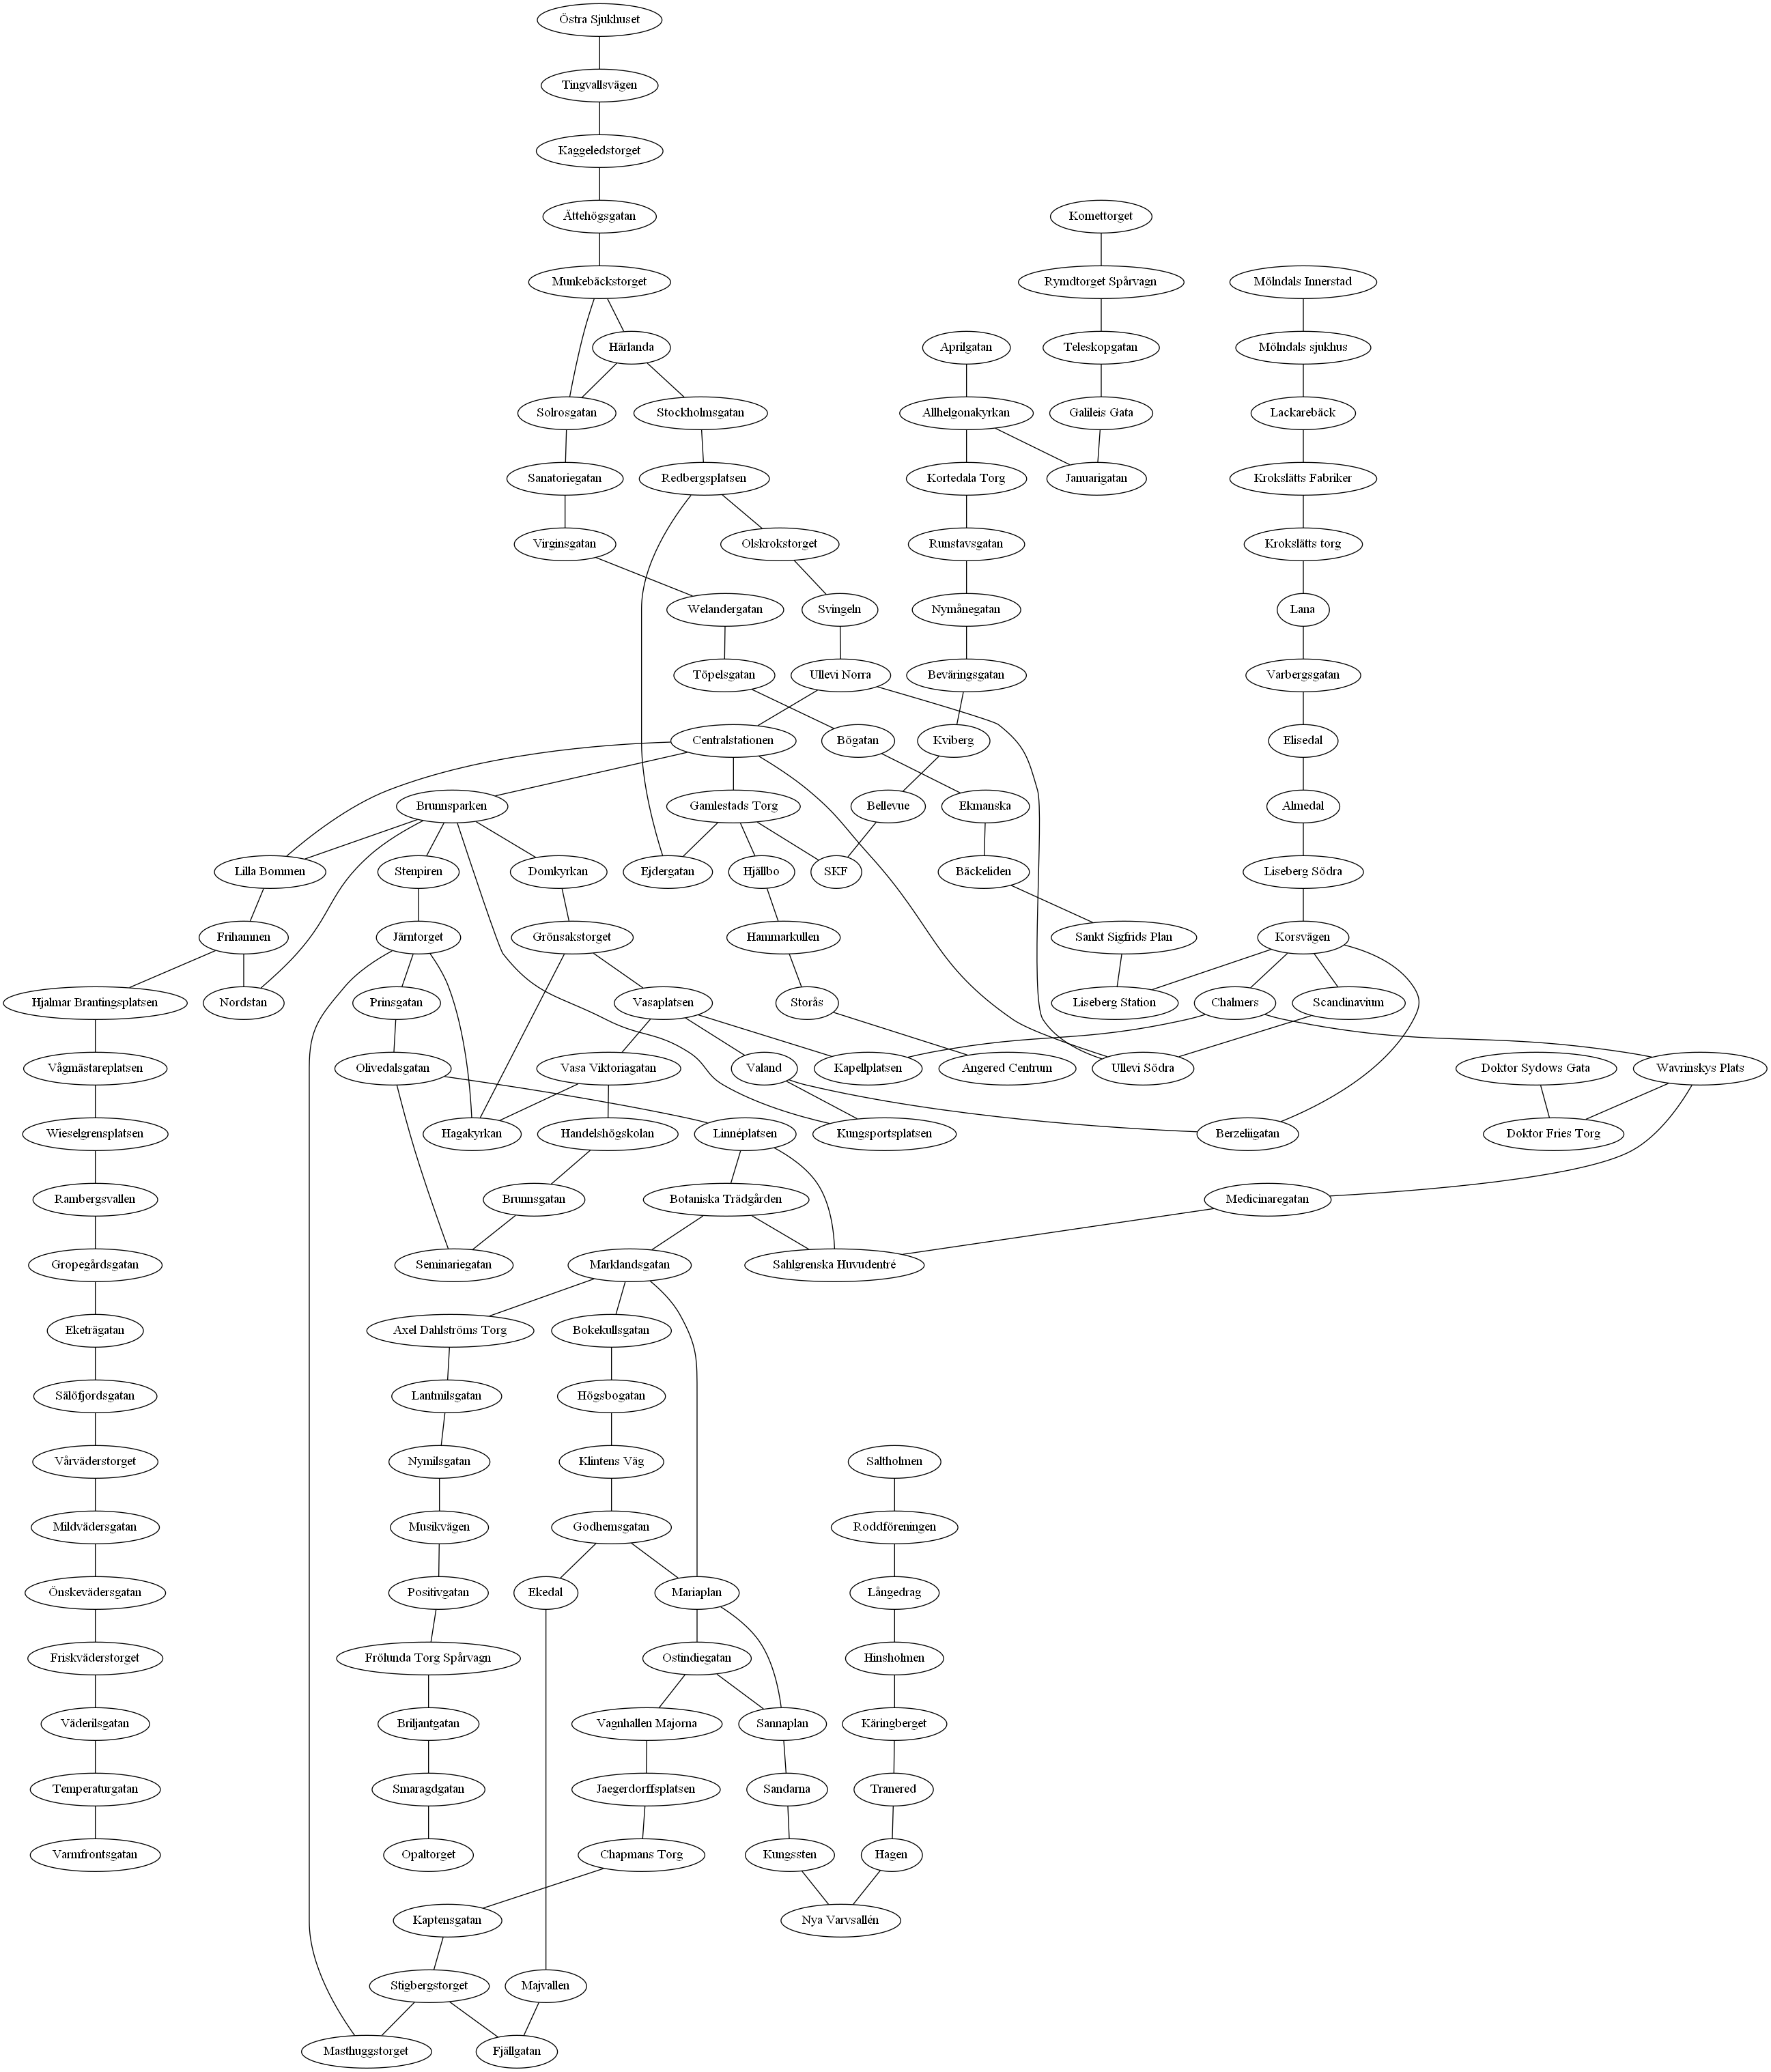 Östra Sjukhuset
Tingvallsvägen
Kaggeledstorget
Ättehögsgatan
Komettorget
Munkebäckstorget
Rymdtorget Spårvagn
Mölndals Innerstad
Härlanda
Aprilgatan
Teleskopgatan
Mölndals sjukhus
Solrosgatan
Stockholmsgatan
Allhelgonakyrkan
Galileis Gata
Lackarebäck
Sanatoriegatan
Redbergsplatsen
Kortedala Torg
Januarigatan
Krokslätts Fabriker
Virginsgatan
Olskrokstorget
Runstavsgatan
Krokslätts torg
Welandergatan
Svingeln
Nymånegatan
Lana
Töpelsgatan
Ullevi Norra
Beväringsgatan
Varbergsgatan
Centralstationen
Bögatan
Kviberg
Elisedal
Brunnsparken
Gamlestads Torg
Bellevue
Ekmanska
Almedal
Lilla Bommen
Stenpiren
Domkyrkan
Ejdergatan
Hjällbo
SKF
Bäckeliden
Liseberg Södra
Frihamnen
Järntorget
Grönsakstorget
Hammarkullen
Sankt Sigfrids Plan
Korsvägen
Hjalmar Brantingsplatsen
Nordstan
Prinsgatan
Vasaplatsen
Storås
Liseberg Station
Chalmers
Scandinavium
Vågmästareplatsen
Olivedalsgatan
Vasa Viktoriagatan
Valand
Kapellplatsen
Angered Centrum
Ullevi Södra
Doktor Sydows Gata
Wavrinskys Plats
Wieselgrensplatsen
Hagakyrkan
Handelshögskolan
Linnéplatsen
Kungsportsplatsen
Berzeliigatan
Doktor Fries Torg
Rambergsvallen
Brunnsgatan
Botaniska Trädgården
Medicinaregatan
Gropegårdsgatan
Seminariegatan
Marklandsgatan
Sahlgrenska Huvudentré
Eketrägatan
Axel Dahlströms Torg
Bokekullsgatan
Sälöfjordsgatan
Lantmilsgatan
Högsbogatan
Vårväderstorget
Nymilsgatan
Klintens Väg
Saltholmen
Mildvädersgatan
Musikvägen
Godhemsgatan
Roddföreningen
Önskevädersgatan
Positivgatan
Ekedal
Mariaplan
Långedrag
Friskväderstorget
Frölunda Torg Spårvagn
Ostindiegatan
Hinsholmen
Väderilsgatan
Briljantgatan
Vagnhallen Majorna
Sannaplan
Käringberget
Temperaturgatan
Smaragdgatan
Jaegerdorffsplatsen
Sandarna
Tranered
Varmfrontsgatan
Opaltorget
Chapmans Torg
Kungssten
Hagen
Kaptensgatan
Nya Varvsallén
Stigbergstorget
Majvallen
Masthuggstorget
Fjällgatan